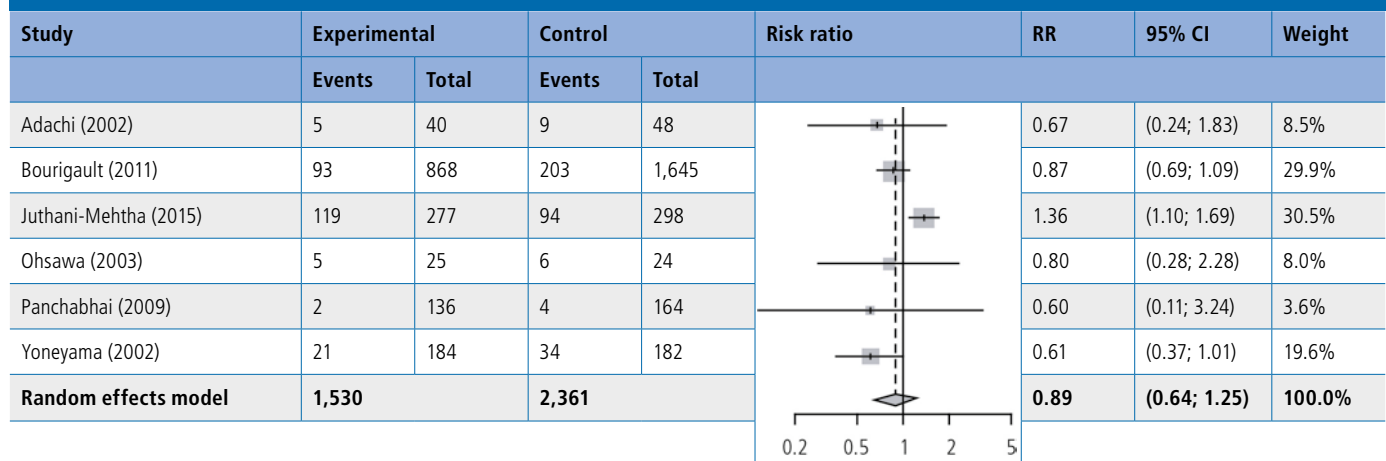 Study Experimental Control Risk ratio RR 95% CI Weight
Events Total Events Total
Adachi (2002) 5 40 9 48 0.67 (0.24; 1.83) 8.5%
Bourigault (2011) 93 868 203 1,645 0.87 (0.69; 1.09) 29.9%
Juthani-Mehtha (2015) 119 277 94 298 1.36 (1.10; 1.69) 30.5%
Ohsawa (2003) 5 25 6 24 0.80 (0.28; 2.28) 8.0%
Panchabhai (2009) 2 136 4 164 0.60 (0.11; 3.24) 3.6%
Yoneyama (2002) 21 184 34 182 0.61 (0.37; 1.01) 19.6%
Random effects model 1,530 2,361 0.89 (0.64; 1.25) 100.0%
0.2 0.5 1 2 5